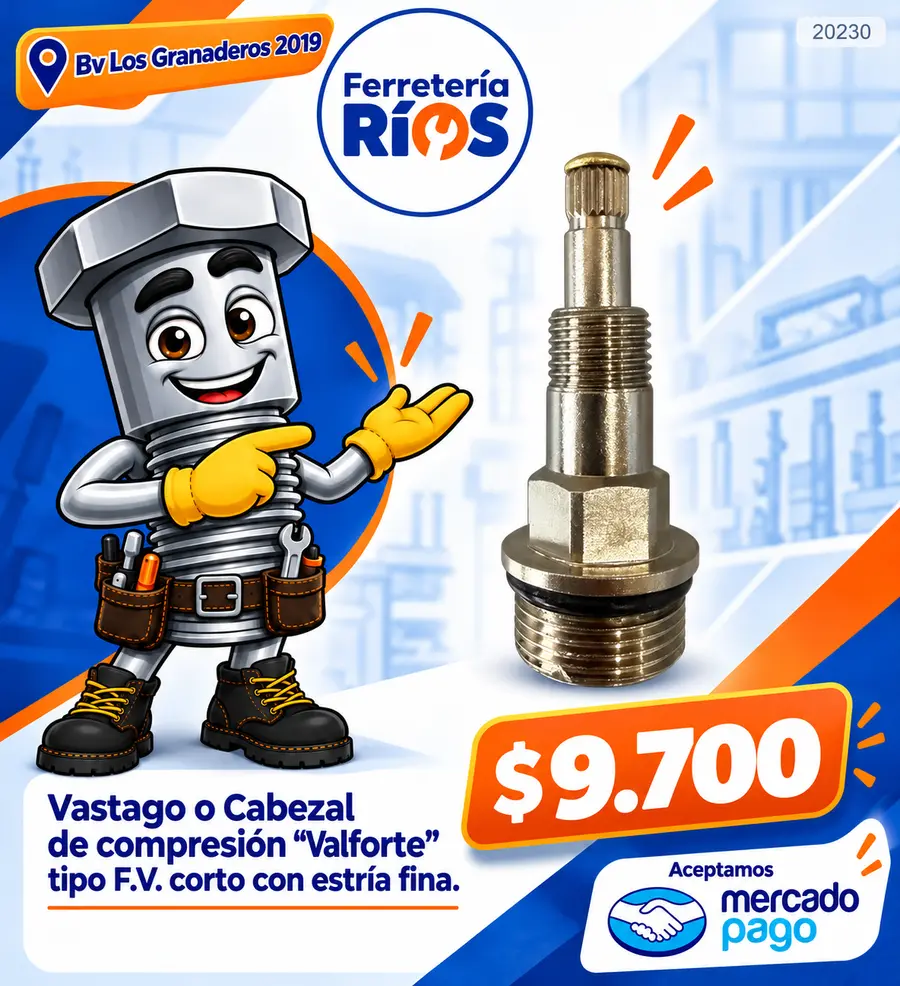 Bv Los Granaderos 2019
Ferretería
RÍOS
20230
$9.700
Vastago o Cabezal
de compresión “Valforte”
tipo F.V. corto con estría fina.
Aceptamos
mercado
pago